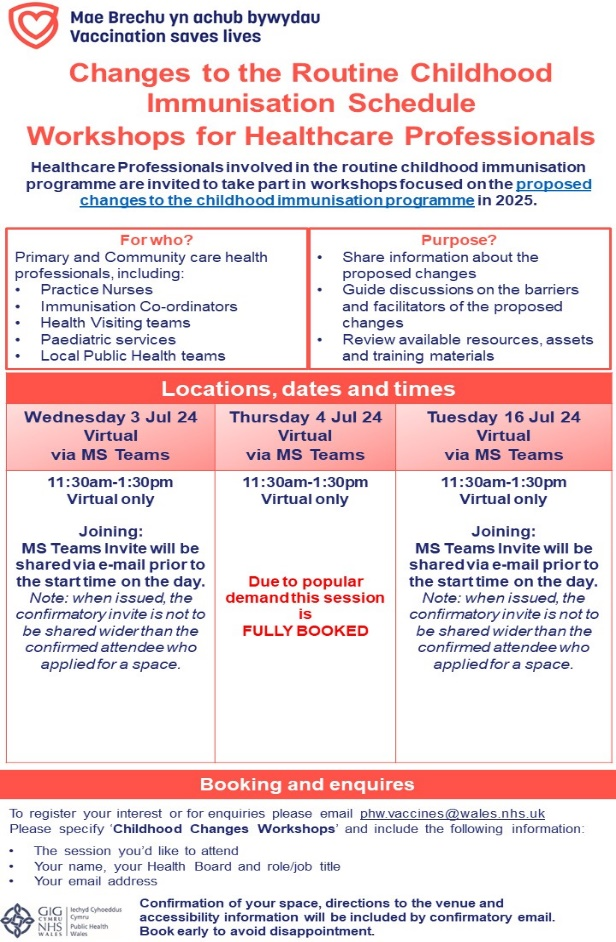 Mae Brechu yn achub bywydau
Vaccination saves lives
Changes to the Routine Childhood
Immunisation Schedule
Workshops for Healthcare Professionals
Healthcare Professionals involved in the routine childhood immunisation
programme are invited to take part in workshops focused on the proposed
changes to the childhood immunisation programme in 2025.
For who?
Primary and Community care health
professionals, including:
• Practice Nurses
• Immunisation Co-ordinators
• Health Visiting teams
• Paediatric services
• Local Public Health teams
Purpose?
• Share information about the
proposed changes
• Guide discussions on the barriers
and facilitators of the proposed
changes
• Review available resources, assets
and training materials
Locations, dates and times
Wednesday 3 Jul 24
Virtual
via MS Teams
11:30am-1:30pm
Virtual only
Joining:
MS Teams Invite will be
shared via e-mail prior to
the start time on the day.
Note: when issued, the
confirmatory invite is not to
be shared wider than the
confirmed attendee who
applied for a space.
Thursday 4 Jul 24
Virtual
via MS Teams
11:30am-1:30pm
Virtual only
Due to popular
demand this session
is
FULLY BOOKED
Tuesday 16 Jul 24
Virtual
via MS Teams
11:30am-1:30pm
Virtual only
Joining:
MS Teams Invite will be
shared via e-mail prior to
the start time on the day.
Note: when issued, the
confirmatory invite is not to
be shared wider than the
confirmed attendee who
applied for a space.
Booking and enquires
To register your interest or for enquiries please email phw.vaccines@wales.nhs.uk
Please specify ‘Childhood Changes Workshops’ and include the following information:
• The session you’d like to attend
• Your name, your Health Board and role/job title
• Your email address
GIG
CYMRU
NHS
WALES
Iechyd Cyhoeddus
Cymru
Public Health
Wales
Confirmation of your space, directions to the venue and
accessibility information will be included by confirmatory email.
Book early to avoid disappointment.